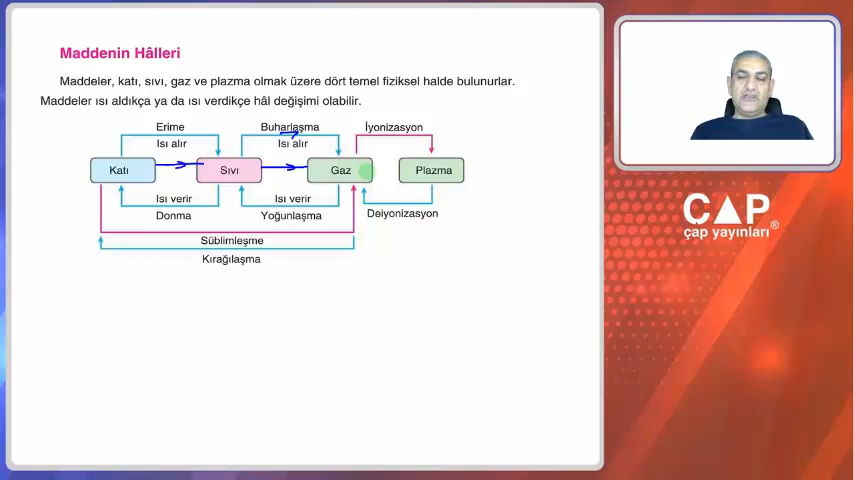 Maddenin Hâlleri
Maddeler, katı, sıvı, gaz ve plazma olmak üzere dört temel fiziksel halde bulunurlar.
Maddeler ısı aldıkça ya da ısı verdikçe hâl değişimi olabilir.
Erime
Buharlaşma
İyonizasyon
Isı alır
Isı alır
Katı
Sıvı
Gaz
Plazma
Isı verir
Isı verir
Donma
Yoğunlaşma
Deiyonizasyon
Süblimleşme
Kırağılaşma
ÇAP
çap yayınları®